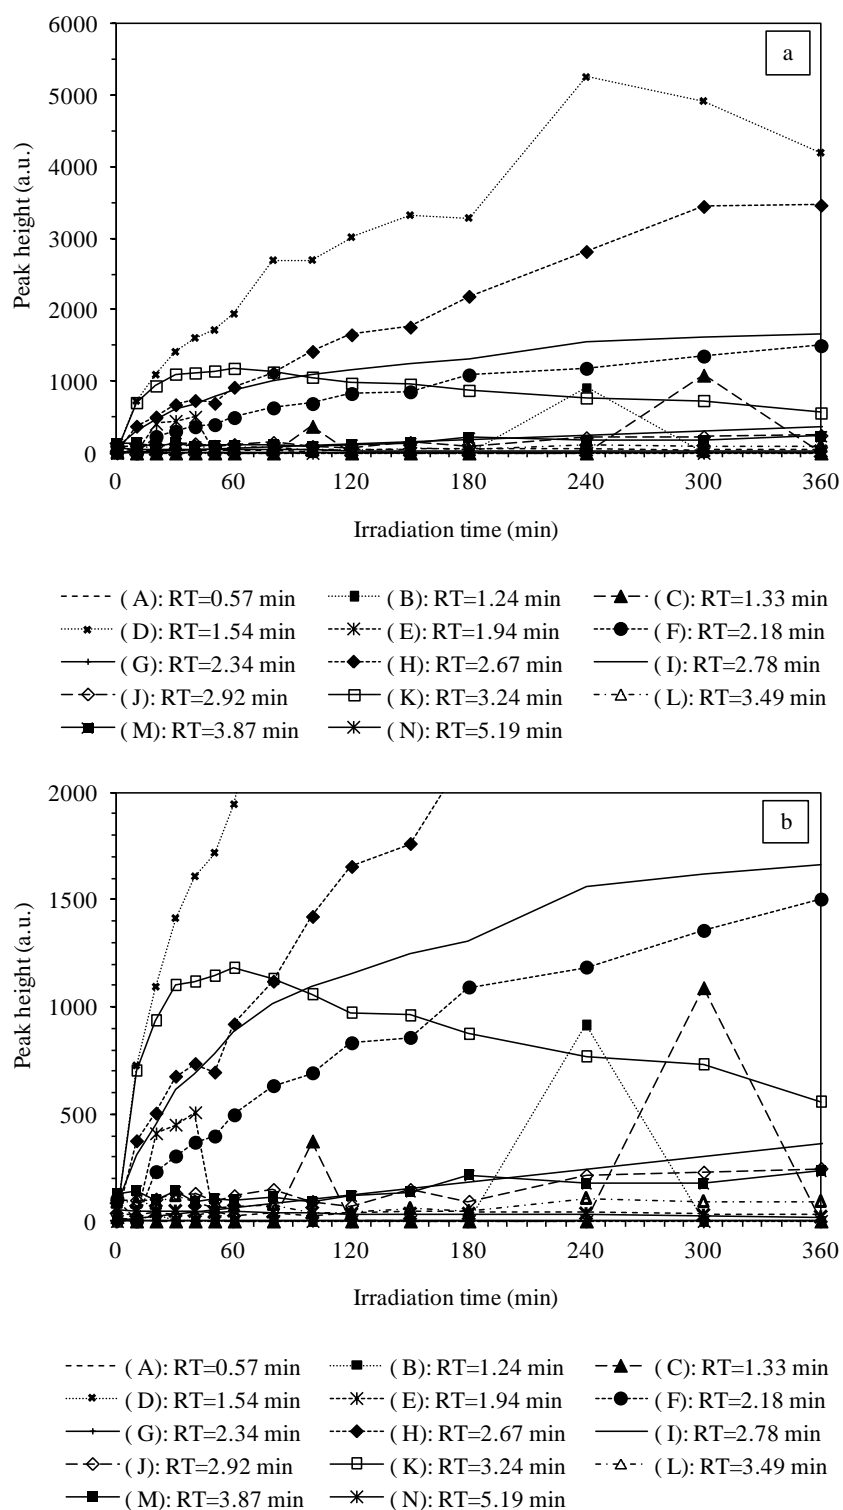 6000
a
5000
4000
3000
2000
1000
0
Peak height (a.u.)
0 60 120 180 240 300 360
Irradiation time (min)
( A): RT=0.57 min ( B): RT=1.24 min ( C): RT=1.33 min
( D): RT=1.54 min ( E): RT=1.94 min ( F): RT=2.18 min
( G): RT=2.34 min ( H): RT=2.67 min ( I): RT=2.78 min
( J): RT=2.92 min ( K): RT=3.24 min ( L): RT=3.49 min
( M): RT=3.87 min ( N): RT=5.19 min
2000
b
1500
1000
500
0
Peak height (a.u.)
0 60 120 180 240 300 360
Irradiation time (min)
( A): RT=0.57 min ( B): RT=1.24 min ( C): RT=1.33 min
( D): RT=1.54 min ( E): RT=1.94 min ( F): RT=2.18 min
( G): RT=2.34 min ( H): RT=2.67 min ( I): RT=2.78 min
( J): RT=2.92 min ( K): RT=3.24 min ( L): RT=3.49 min
( M): RT=3.87 min ( N): RT=5.19 min